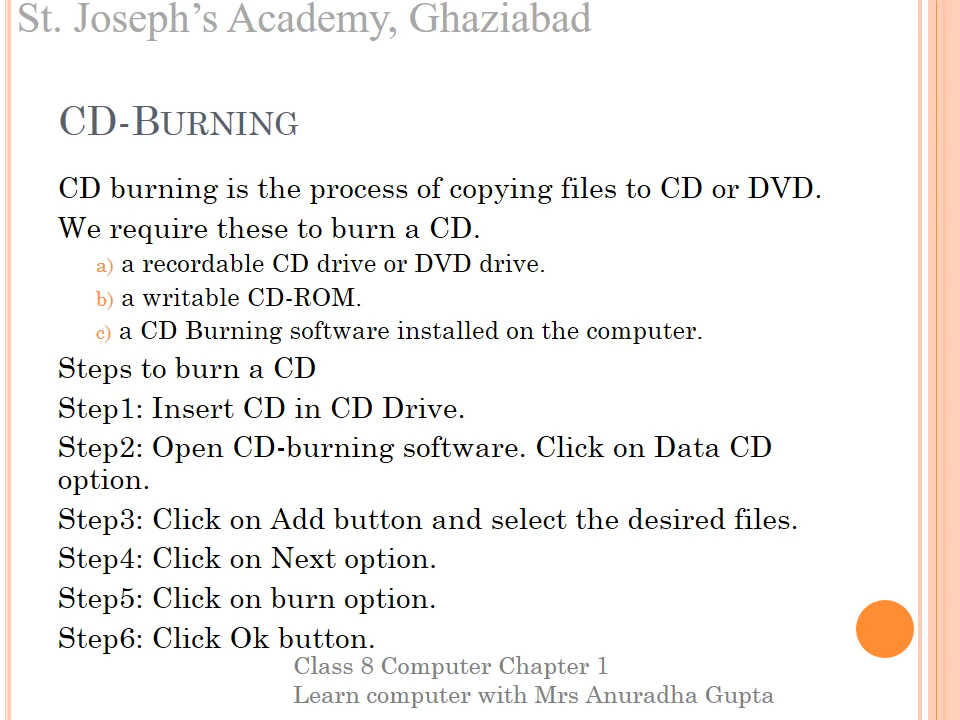 St. Joseph's Academy, Ghaziabad
CD-BURNING
CD burning is the process of copying files to CD or DVD.
We require these to burn a CD.
a) a recordable CD drive or DVD drive.
b) a writable CD-ROM.
c) a CD Burning software installed on the computer.
Steps to burn a CD
Step1: Insert CD in CD Drive.
Step2: Open CD-burning software. Click on Data CD
option.
Step3: Click on Add button and select the desired files.
Step4: Click on Next option.
Step5: Click on burn option.
Step6: Click Ok button.
Class 8 Computer Chapter 1
Learn computer with Mrs Anuradha Gupta